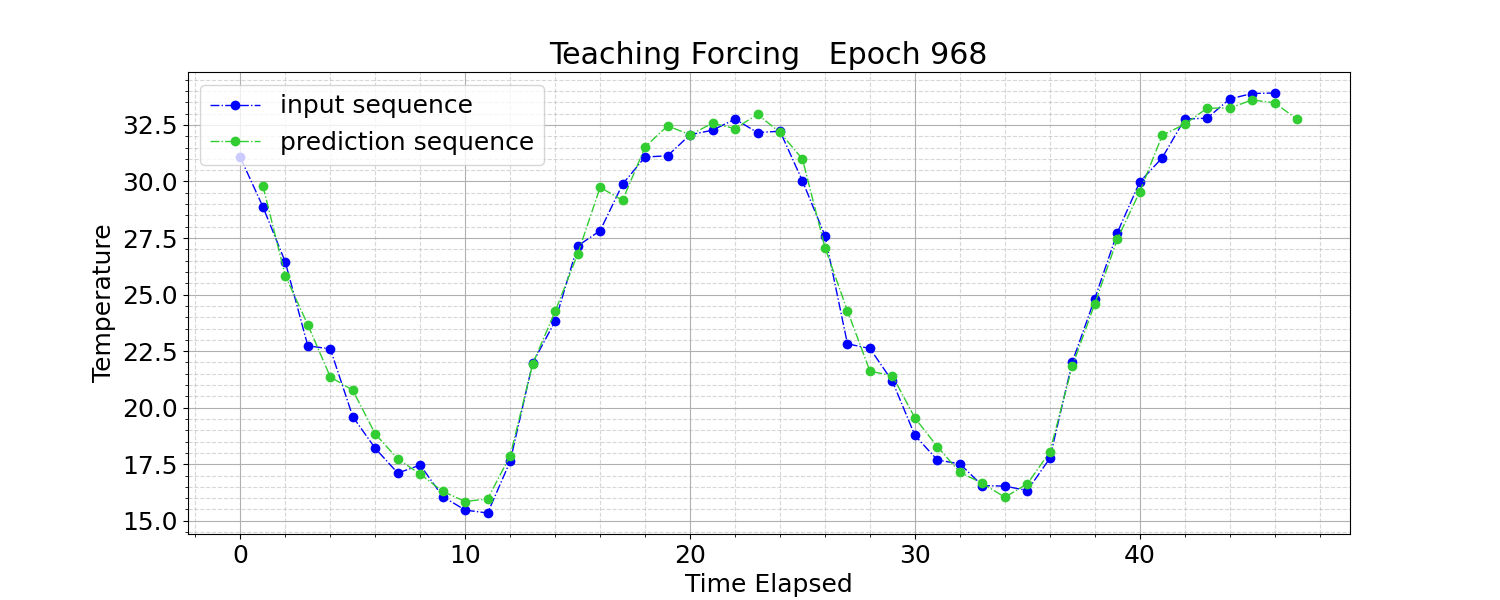 Teaching Forcing   Epoch 968
input sequence
prediction sequence
32.5
30.0
27.5
25.0
22.5
20.0
17.5
15.0
Temperature
0 10 20 30 40
Time Elapsed